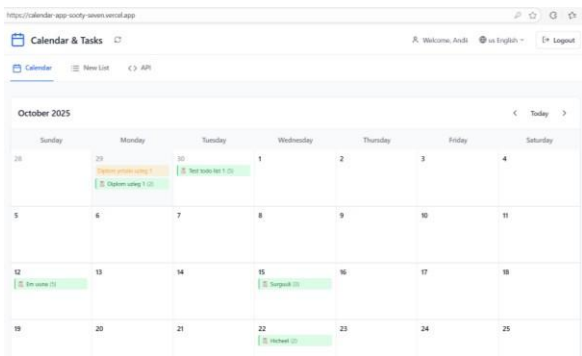 https://calendar-app-sooty-seven.vercel.app
Calendar & Tasks
Welcome, Andii
us English
Logout
Calendar
New List
< > API
October 2025
< Today >
Sunday Monday Tuesday Wednesday Thursday Friday Saturday
28 29 30 1 2 3 4
Test todo list 1
5 6 7 8 9 10 11
12 13 14 15 16 17 18
19 20 21 22 23 24 25